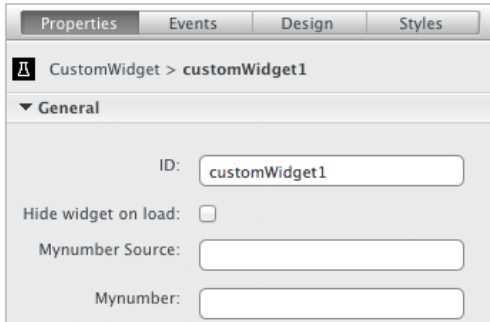 Properties Events Design Styles
CustomWidget > customWidget1
General
ID: customWidget1
Hide widget on load:
Mynumber Source:
Mynumber: